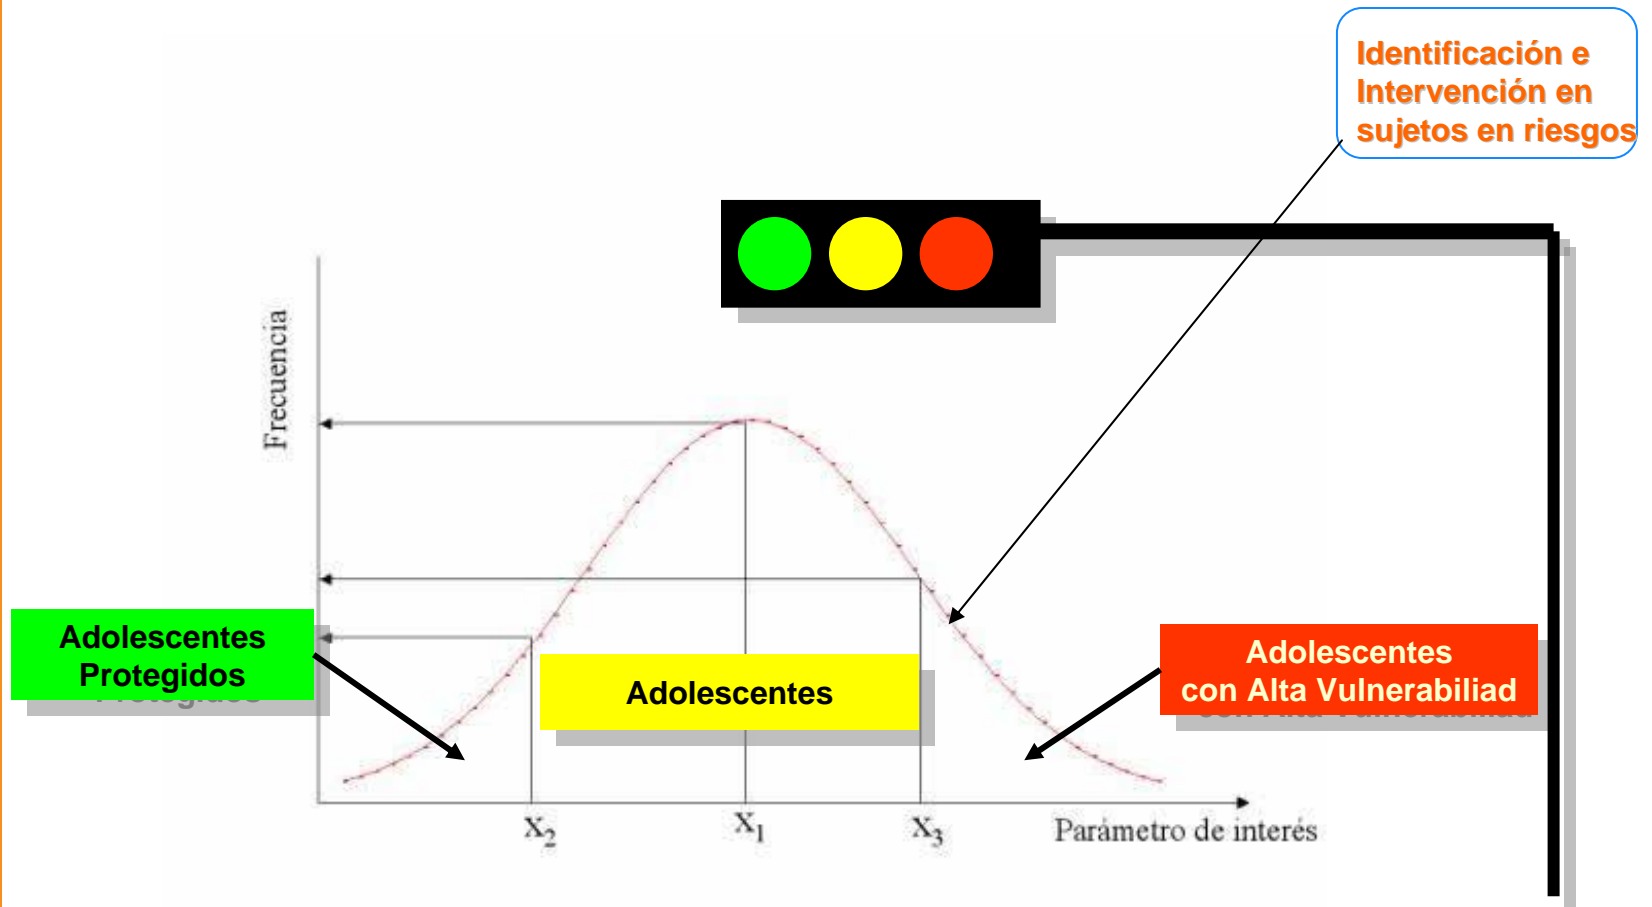 Identificación e
Intervención en
sujetos en riesgos
Frecuencia
Adolescentes
Protegidos
Adolescentes
Adolescentes
con Alta Vulnerabiliad
X2
X1
X3
Parámetro de interés